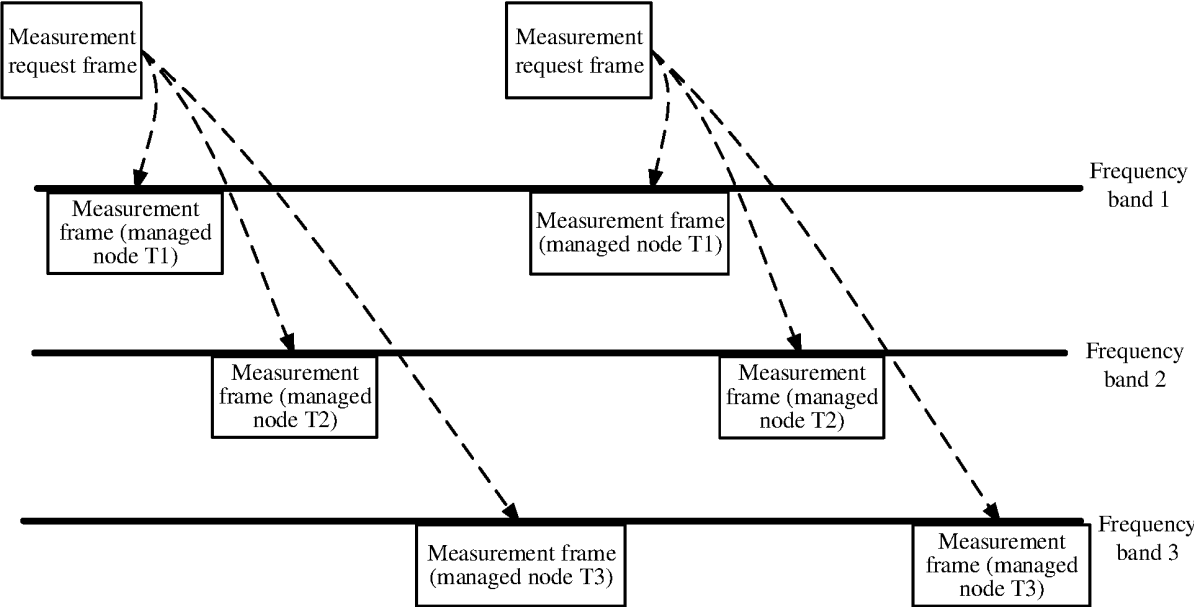 Measurement
request frame
Measurement
request frame
Frequency
band 1
Measurement
frame (managed
node T1)
Measurement frame
(managed node T1)
Frequency
band 2
Measurement
frame (managed
node T2)
Measurement
frame (managed
node T2)
Frequency
band 3
Measurement frame
(managed node T3)
Measurement
frame (managed
node T3)